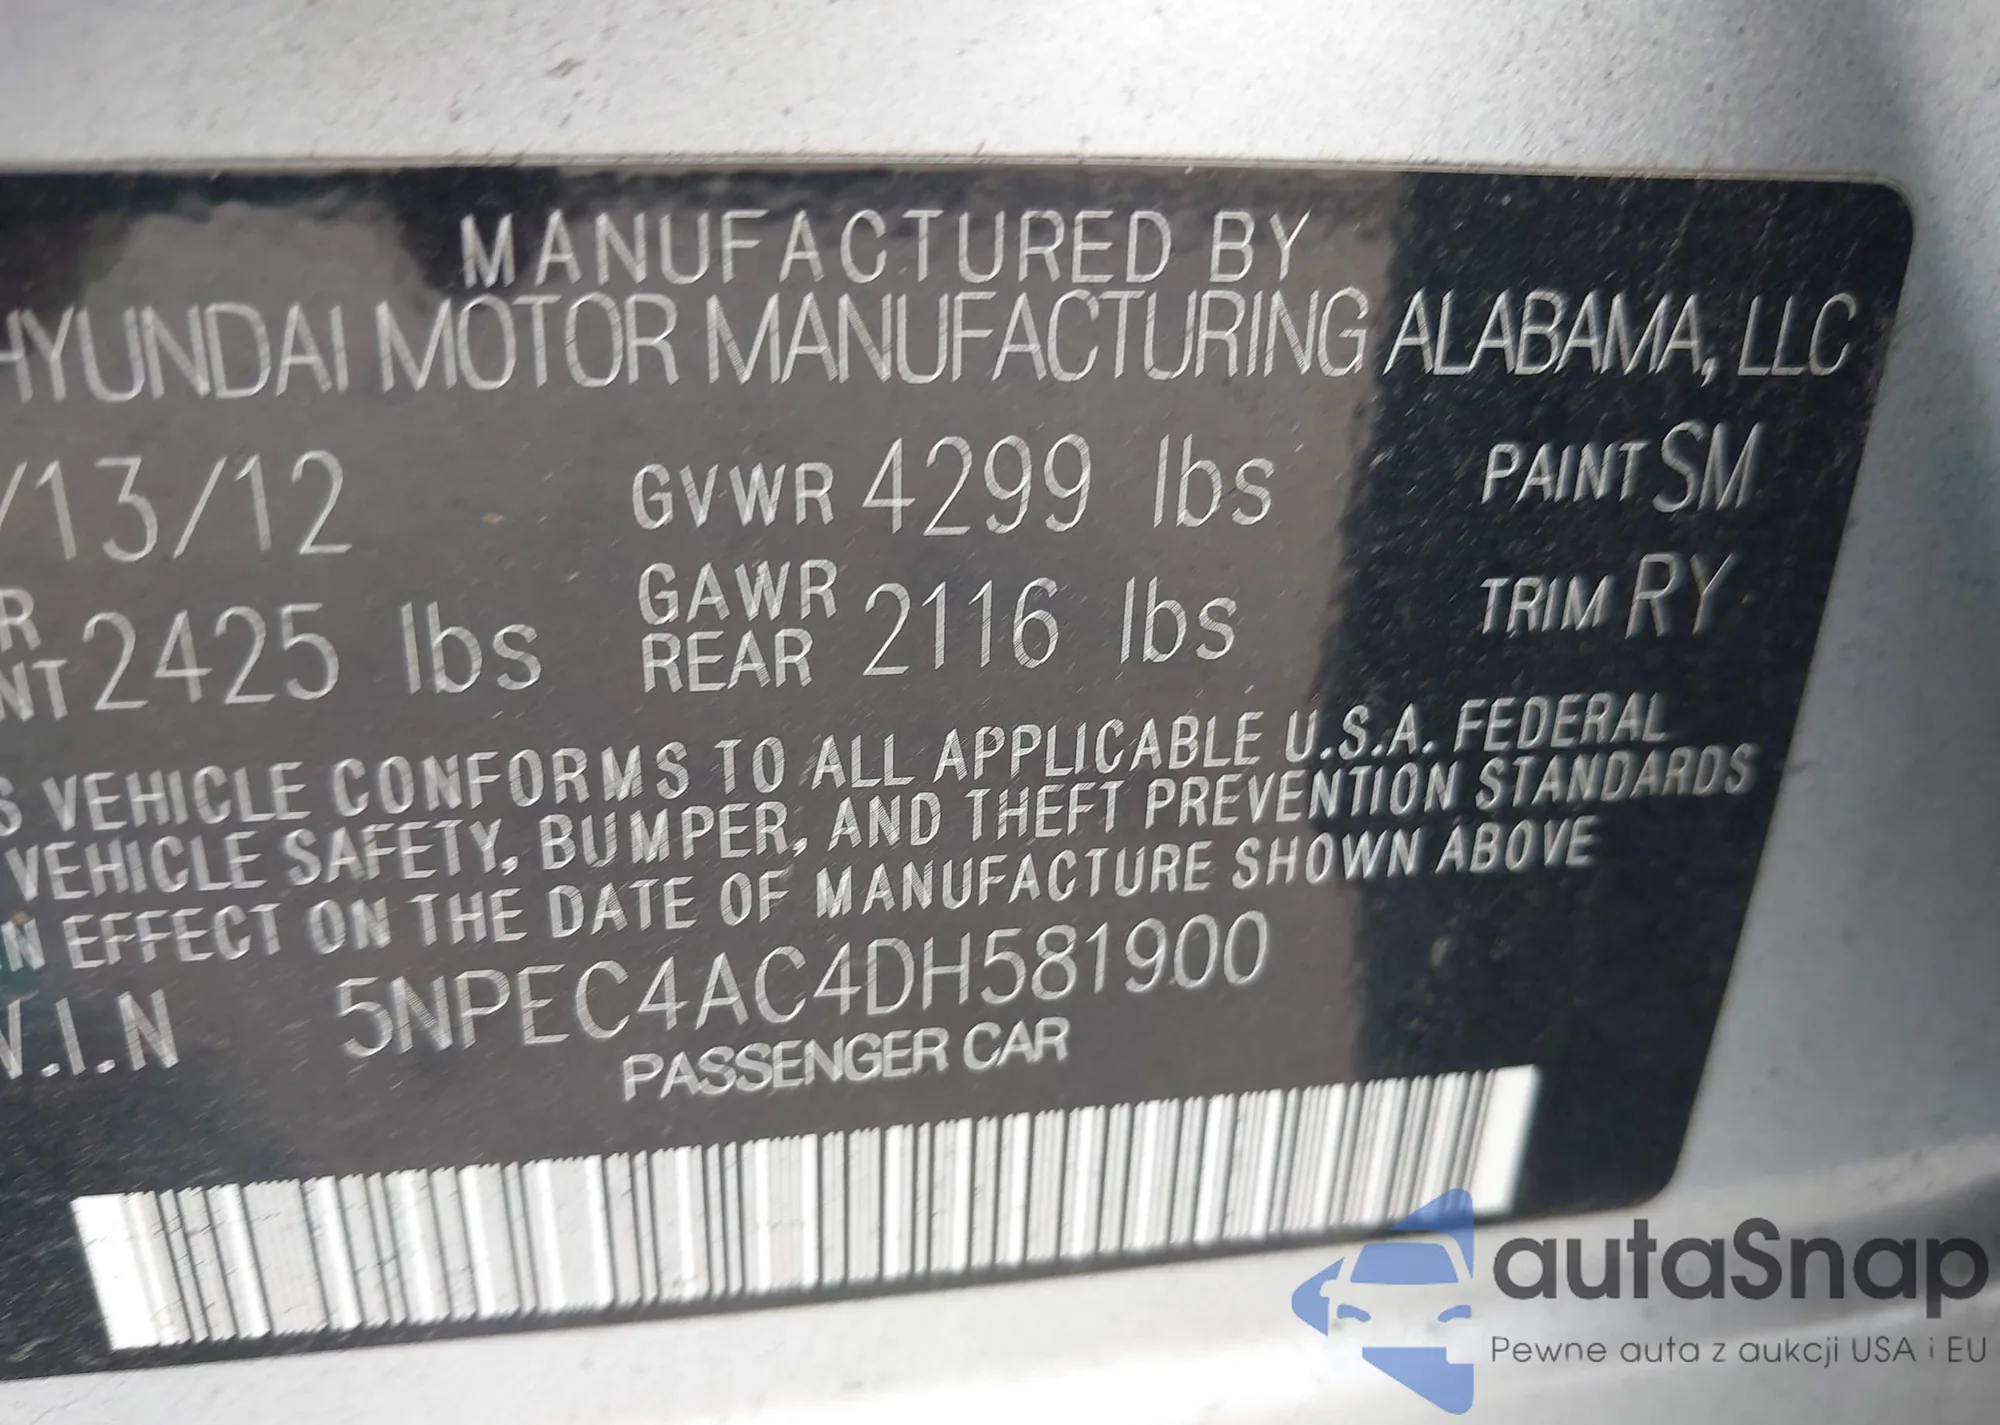 MANUFACTURED BY
HYUNDAI MOTOR MANUFACTURING ALABAMA, LLC
/13/12 GVWR 4299 lbs PAINT SM
R GAWR
NT 2425 lbs REAR 2116 lbs TRIM RY
S VEHICLE CONFORMS TO ALL APPLICABLE U.S.A. FEDERAL
VEHICLE SAFETY, BUMPER, AND THEFT PREVENTION STANDARDS
IN EFFECT ON THE DATE OF MANUFACTURE SHOWN ABOVE
V.I.N 5NPEC4AC4DH581900
PASSENGER CAR
autaSnap
Pewne auta z aukcji USA i EU